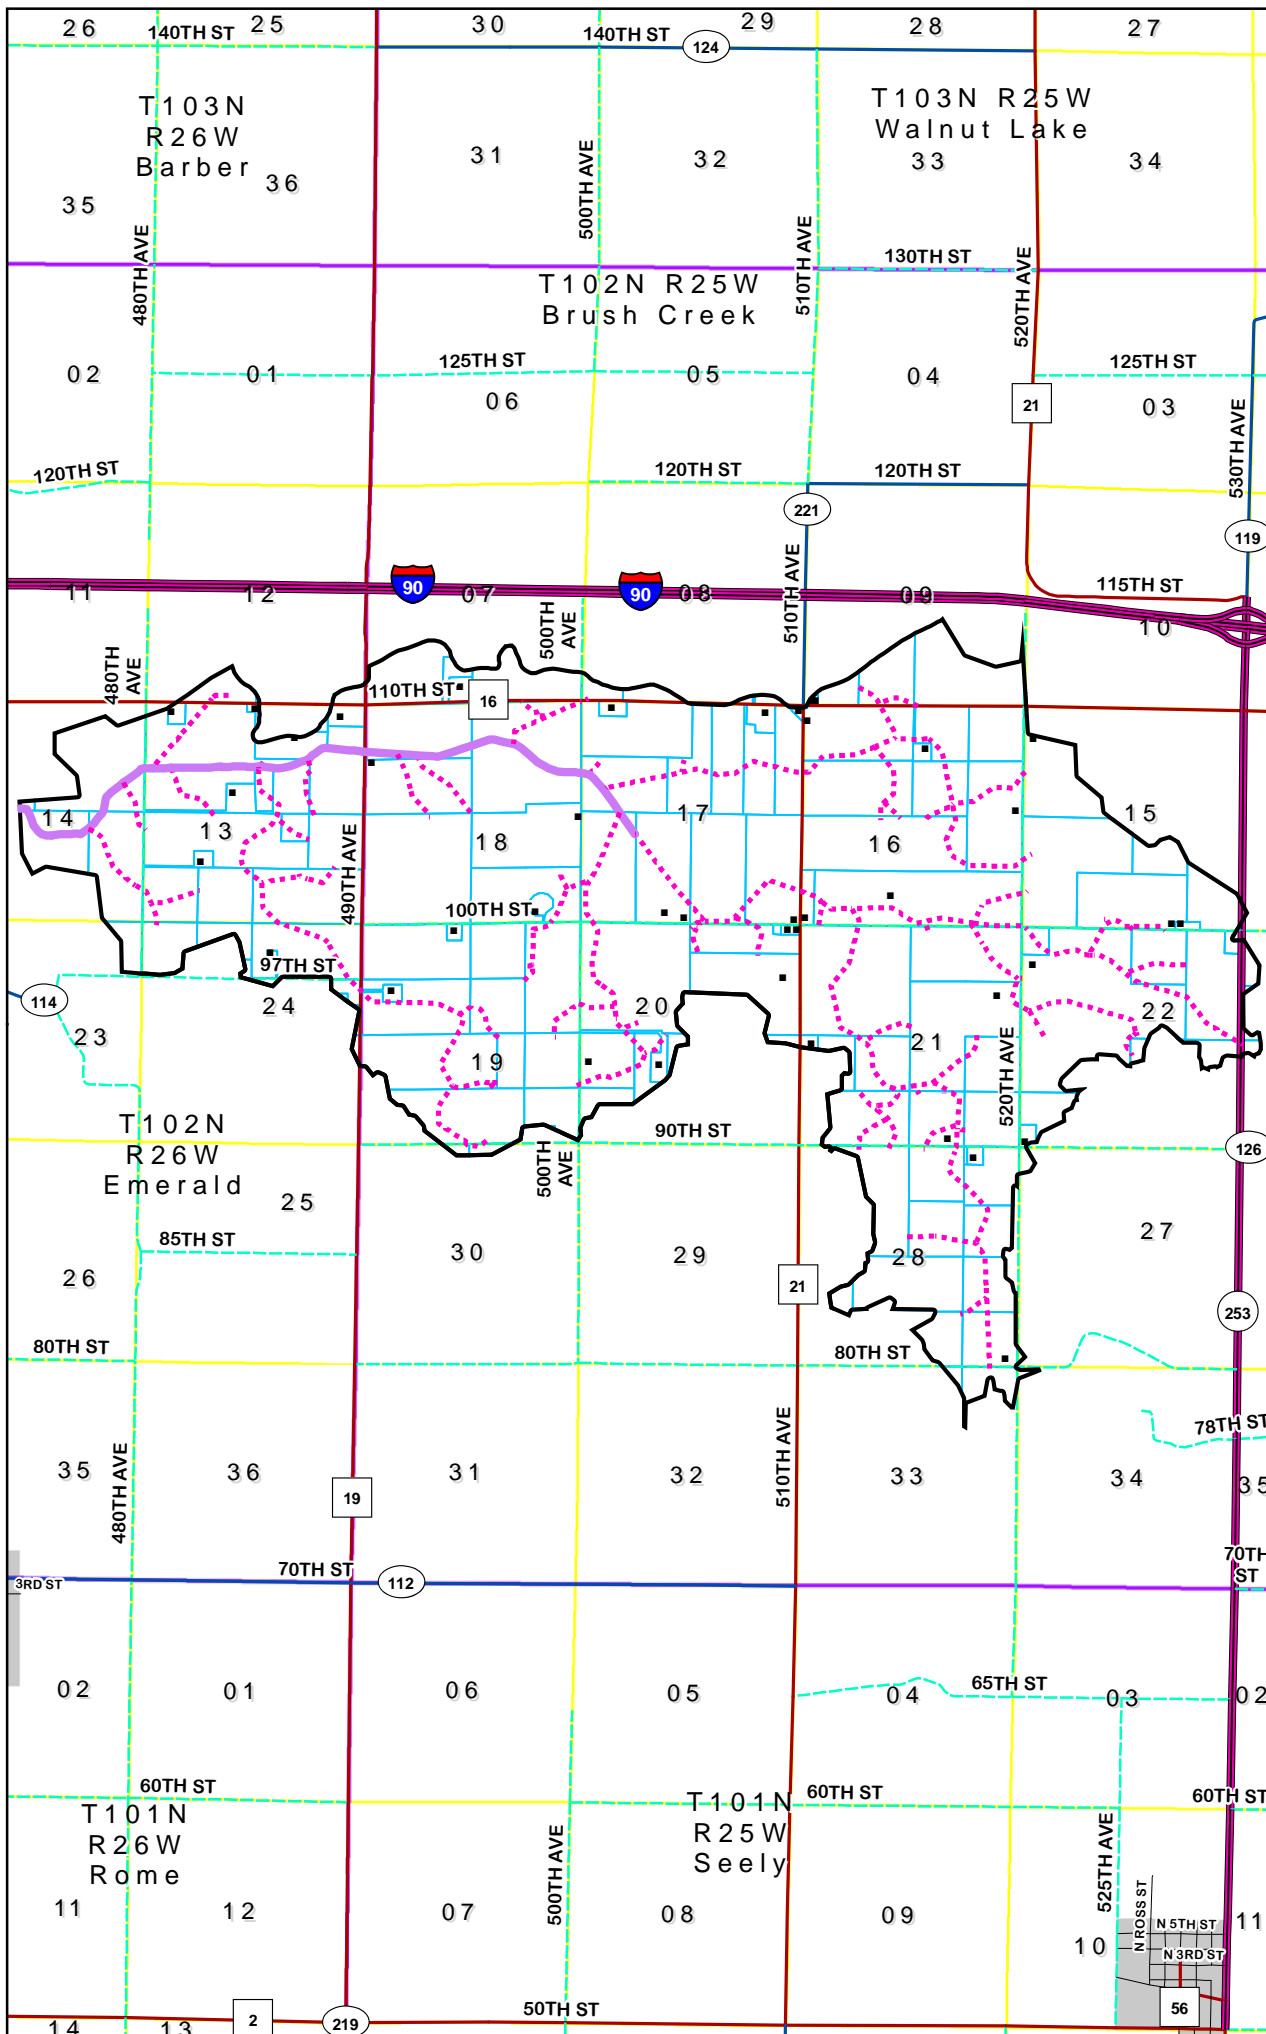 26
25
30
29
28
27
140TH ST
140TH ST
124
T103N
R26W
Barber
T103N R25W
Walnut Lake
31
32
33
34
36
35
500TH AVE
480TH AVE
510TH AVE
520TH AVE
130TH ST
T102N R25W
Brush Creek
02
01
125TH ST
05
04
125TH ST
06
21
03
530TH AVE
120TH ST
120TH ST
120TH ST
221
119
510TH AVE
11
12
90
07
90
08
09
115TH ST
10
500TH
AVE
480TH
AVE
110TH ST
16
14
13
18
17
16
15
490TH AVE
100TH ST
97TH ST
114
24
20
22
23
19
21
520TH AVE
T102N
R26W
Emerald
90TH ST
500TH
AVE
126
25
85TH ST
30
29
28
27
26
21
253
80TH ST
80TH ST
510TH AVE
78TH ST
480TH AVE
35
36
31
32
33
34
35
19
70TH ST
112
70TH
ST
3RD ST
02
01
06
05
04
65TH ST
03
02
60TH ST
60TH ST
60TH ST
T101N
R26W
Rome
T101N
R25W
Seely
500TH AVE
525TH AVE
11
12
07
08
09
10
11
N ROSS ST
N 5TH ST
N 3RD ST
56
50TH ST
2
219
14
13